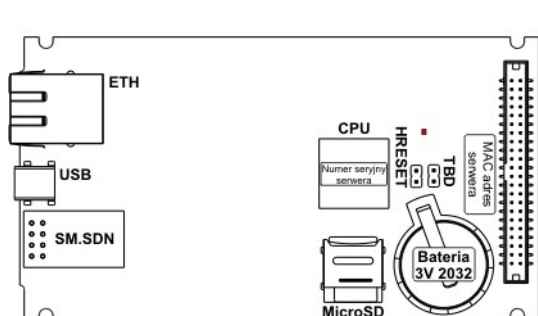 ETH
CPU
HRESET
TBD
MAC adres
serwera
USB
Numer seryjny
serwera
SM.SDN
Bateria
3V 2032
MicroSD